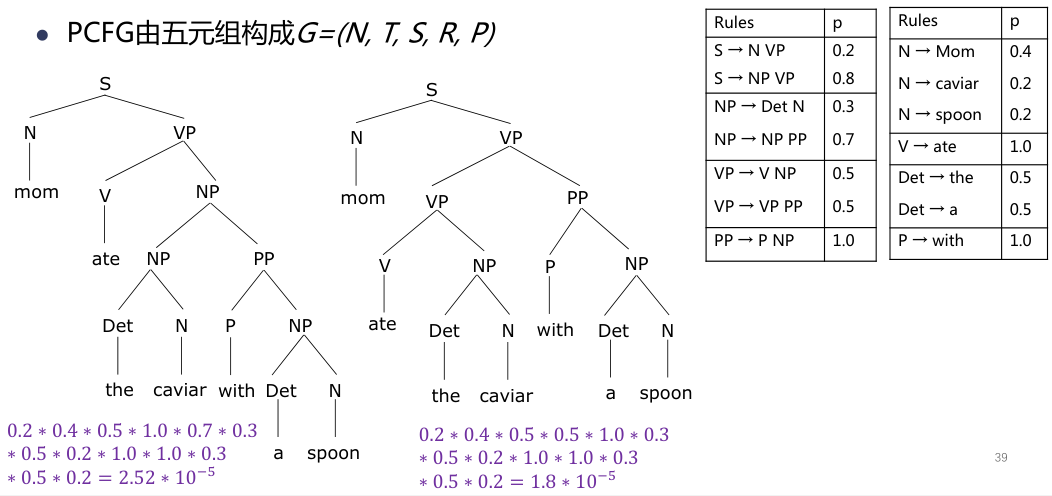 ● PCFG由五元组构成G=(N, T, S, R, P)
S
N VP
mom V NP
ate NP PP
Det N P NP
the caviar with Det N
a spoon
0.2 ∗ 0.4 ∗ 0.5 ∗ 1.0 ∗ 0.7 ∗ 0.3
∗ 0.5 ∗ 0.2 ∗ 1.0 ∗ 1.0 ∗ 0.3
∗ 0.5 ∗ 0.2 = 2.52 ∗ 10⁻⁵
S
N VP
mom VP PP
V NP P NP
ate Det N with Det N
the caviar a spoon
0.2 ∗ 0.4 ∗ 0.5 ∗ 0.5 ∗ 1.0 ∗ 0.3
∗ 0.5 ∗ 0.2 ∗ 1.0 ∗ 1.0 ∗ 0.3
∗ 0.5 ∗ 0.2 = 1.8 ∗ 10⁻⁵
Rules p
S → N VP 0.2
S → NP VP 0.8
NP → Det N 0.3
NP → NP PP 0.7
VP → V NP 0.5
VP → VP PP 0.5
PP → P NP 1.0
Rules p
N → Mom 0.4
N → caviar 0.2
N → spoon 0.2
V → ate 1.0
Det → the 0.5
Det → a 0.5
P → with 1.0
39